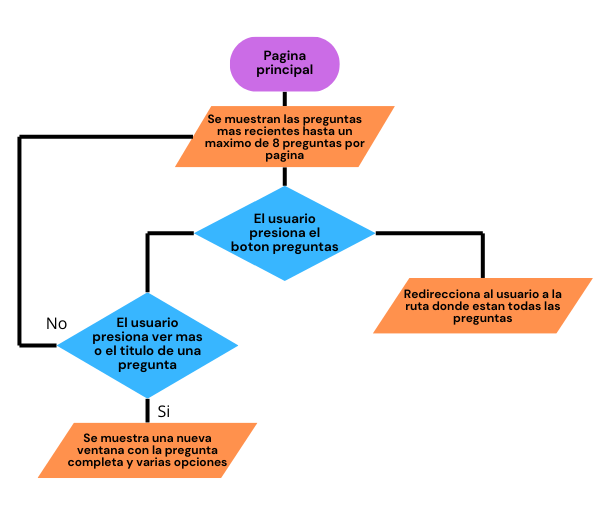 Pagina
principal
Se muestran las preguntas
mas recientes hasta un
maximo de 8 preguntas por
pagina
El usuario
presiona el
boton preguntas
Redirecciona al usuario a la
ruta donde estan todas las
preguntas
No
El usuario
presiona ver mas
o el titulo de una
pregunta
Si
Se muestra una nueva
ventana con la pregunta
completa y varias opciones